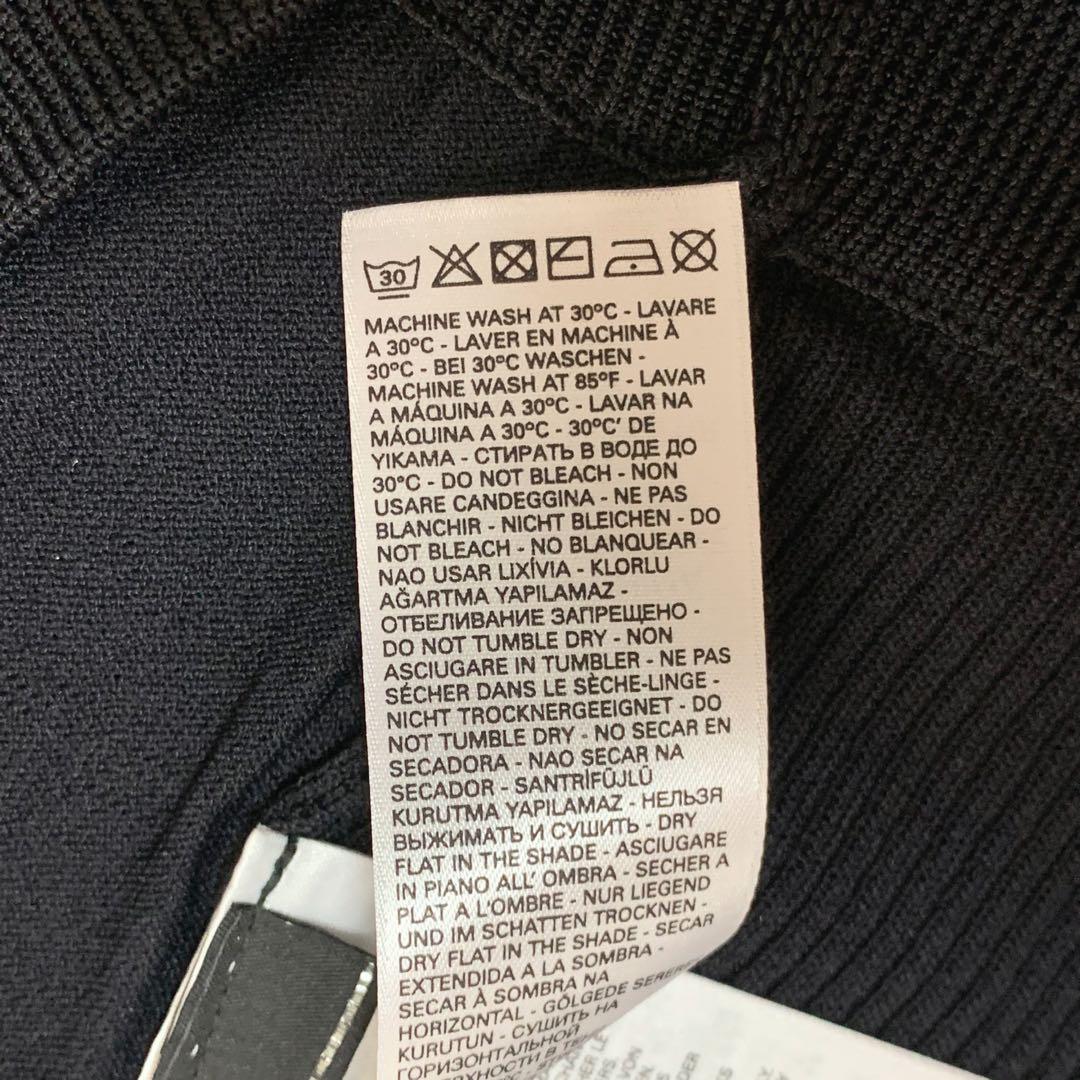 30
MACHINE WASH AT 30°C - LAVARE
A 30°C - LAVER EN MACHINE À
30°C - BEI 30°C WASCHEN -
MACHINE WASH AT 85°F - LAVAR
A MÁQUINA A 30°C - LAVAR NA
MÁQUINA A 30°C - 30°C' DE
YIKAMA - СТИРАТЬ В ВОДЕ ДО
30°C - DO NOT BLEACH - NON
USARE CANDEGGINA - NE PAS
BLANCHIR - NICHT BLEICHEN - DO
NOT BLEACH - NO BLANQUEAR -
NAO USAR LIXÍVIA - KLORLU
AĞARTMA YAPILAMAZ -
ОТБЕЛИВАНИЕ ЗАПРЕЩЕНО -
DO NOT TUMBLE DRY - NON
ASCIUGARE IN TUMBLER - NE PAS
SÉCHER DANS LE SÈCHE-LINGE -
NICHT TROCKNERGEEIGNET - DO
NOT TUMBLE DRY - NO SECAR EN
SECADORA - NAO SECAR NA
SECADOR - SANTRİFÜJLÜ
KURUTMA YAPILAMAZ - НЕЛЬЗЯ
ВЫЖИМАТЬ И СУШИТЬ - DRY
FLAT IN THE SHADE - ASCIUGARE
IN PIANO ALL' OMBRA - SECHER A
PLAT A L'OMBRE - NUR LIEGEND
UND IM SCHATTEN TROCKNEN -
DRY FLAT IN THE SHADE - SECAR
EXTENDIDA A LA SOMBRA -
SECAR À SOMBRA NA
HORIZONTAL - GÖLGEDE SERERE
KURUTUN - СУШИТЬ НА
ГОРИЗОНТАЛЬНОЙ
VON